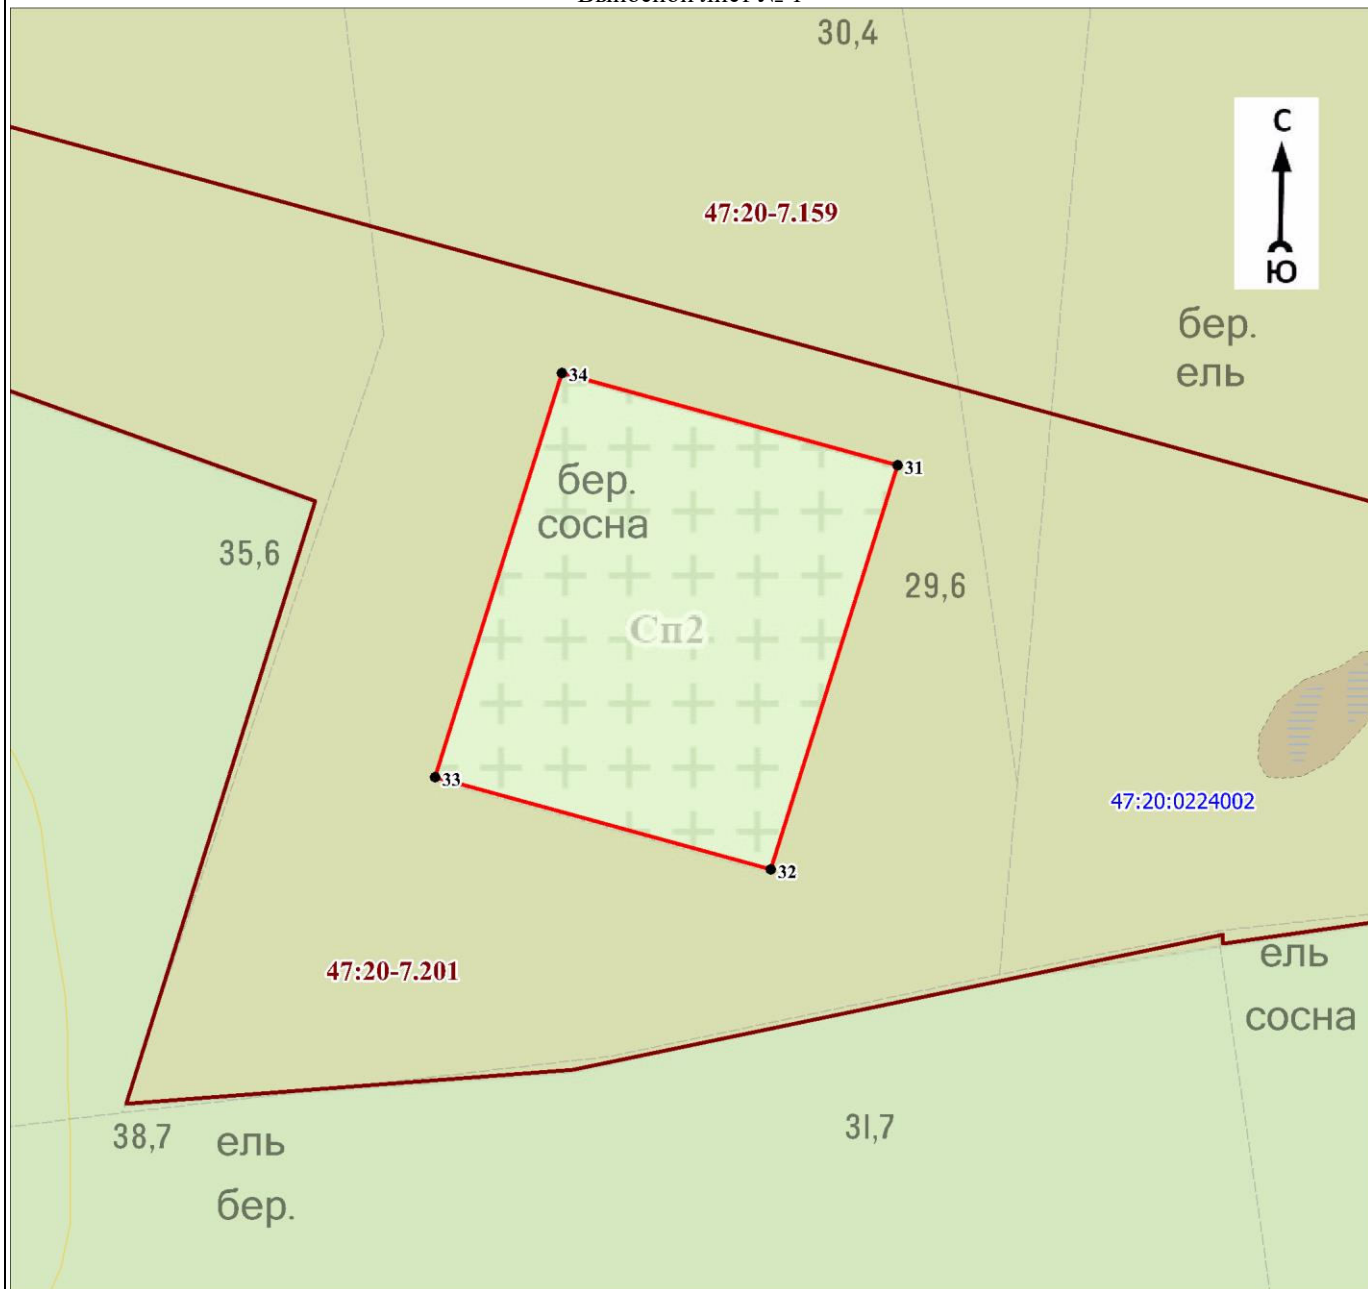 30,4
С
47:20-7.159
Ю
бер.
ель
34
31
бер.
сосна
35,6
29,6
Сп2
33
47:20:0224002
32
ель
47:20-7.201
сосна
38,7
ель
31,7
бер.